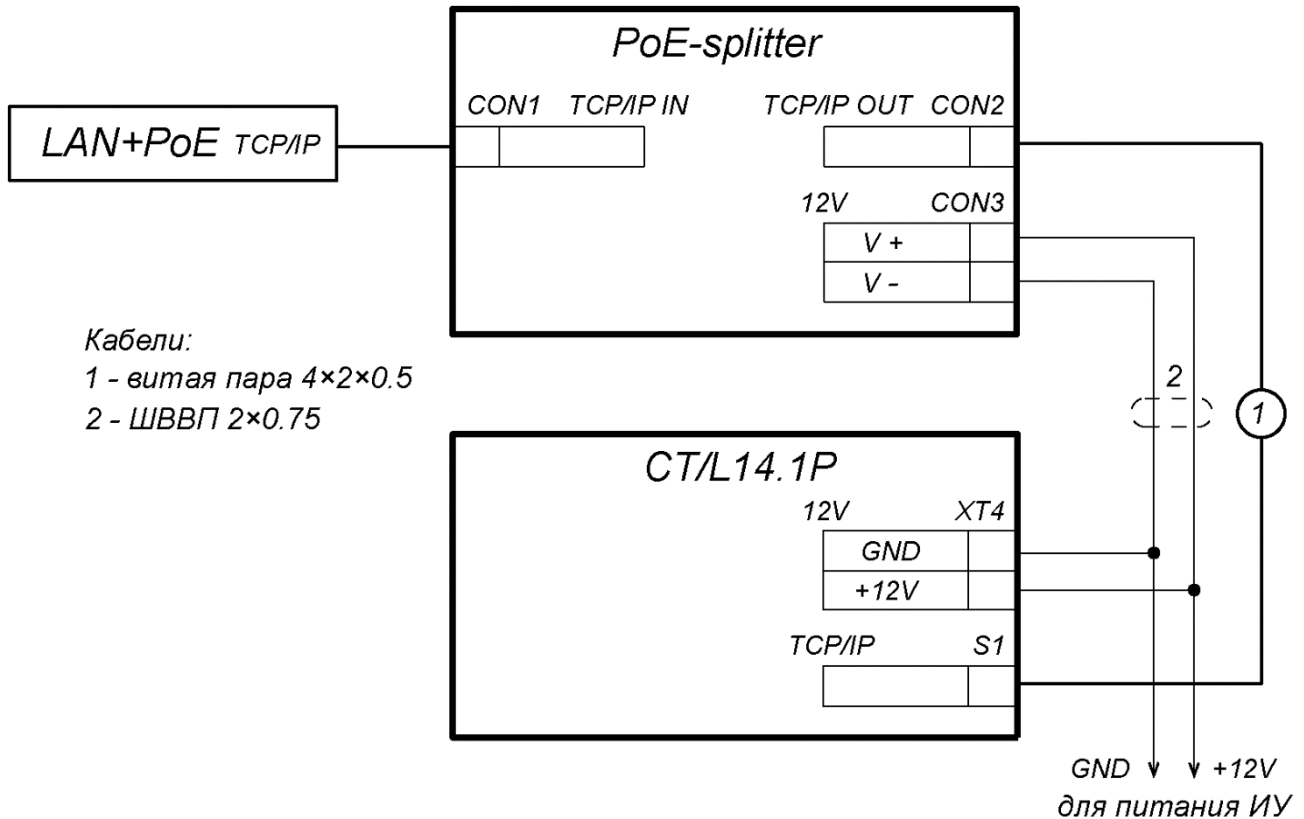 PoE-splitter
CON1 TCP/IP IN TCP/IP OUT CON2
LAN+PoE TCP/IP
12V CON3
V +
V -
Кабели:
1 - витая пара 4×2×0.5
2 - ШВВП 2×0.75
2
1
CT/L14.1P
12V XT4
GND
+12V
TCP/IP S1
GND +12V
для питания ИУ